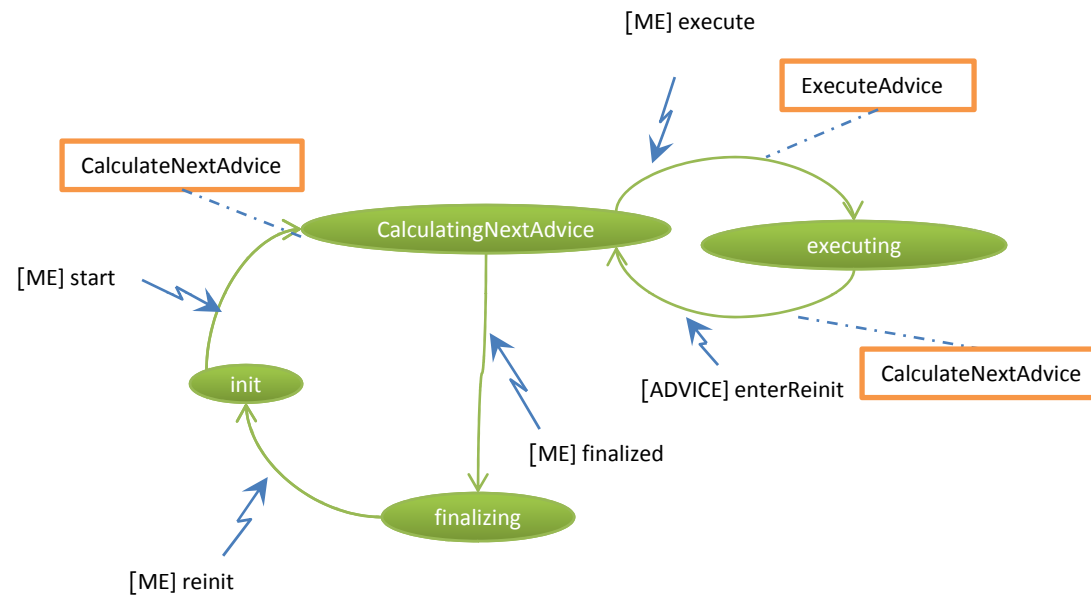 [ME] execute
ExecuteAdvice
CalculateNextAdvice
CalculatingNextAdvice
executing
[ME] start
init
[ADVICE] enterReinit
CalculateNextAdvice
[ME] finalized
finalizing
[ME] reinit